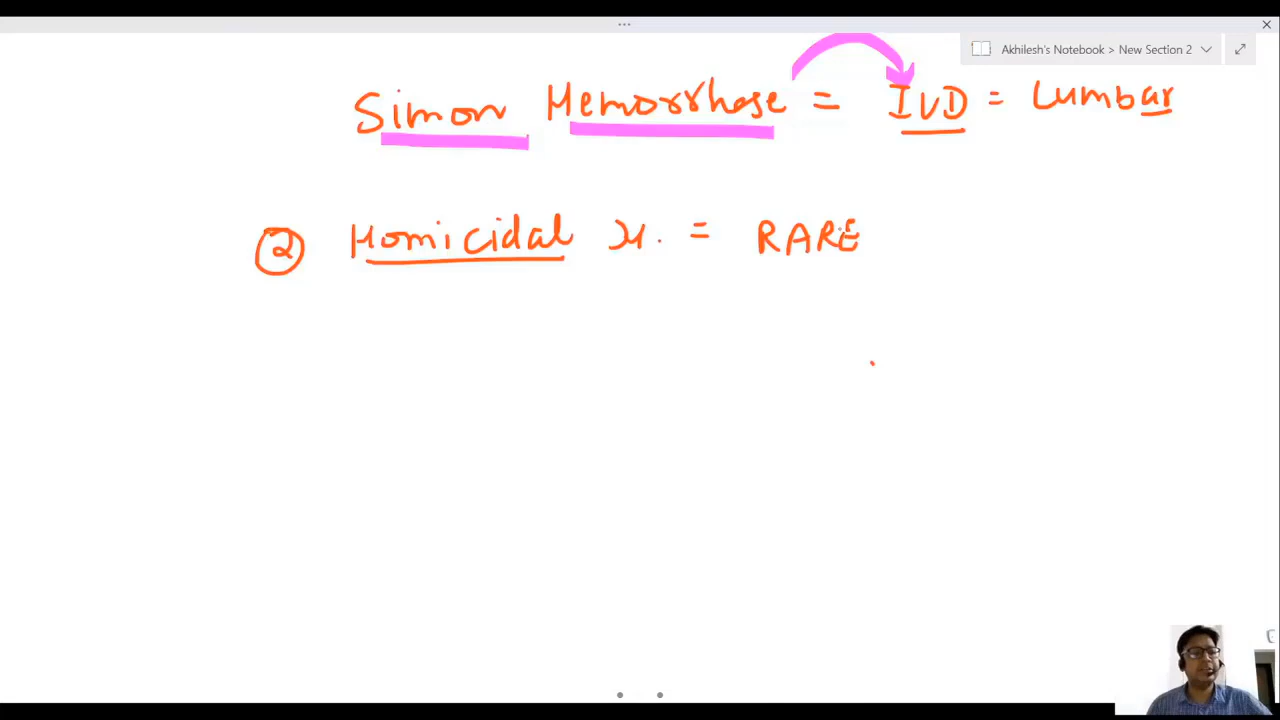 Akhilesh's Notebook > New Section 2
Simon Hemorrhage = IVD = Lumbar
② Homicidal H. = RARE